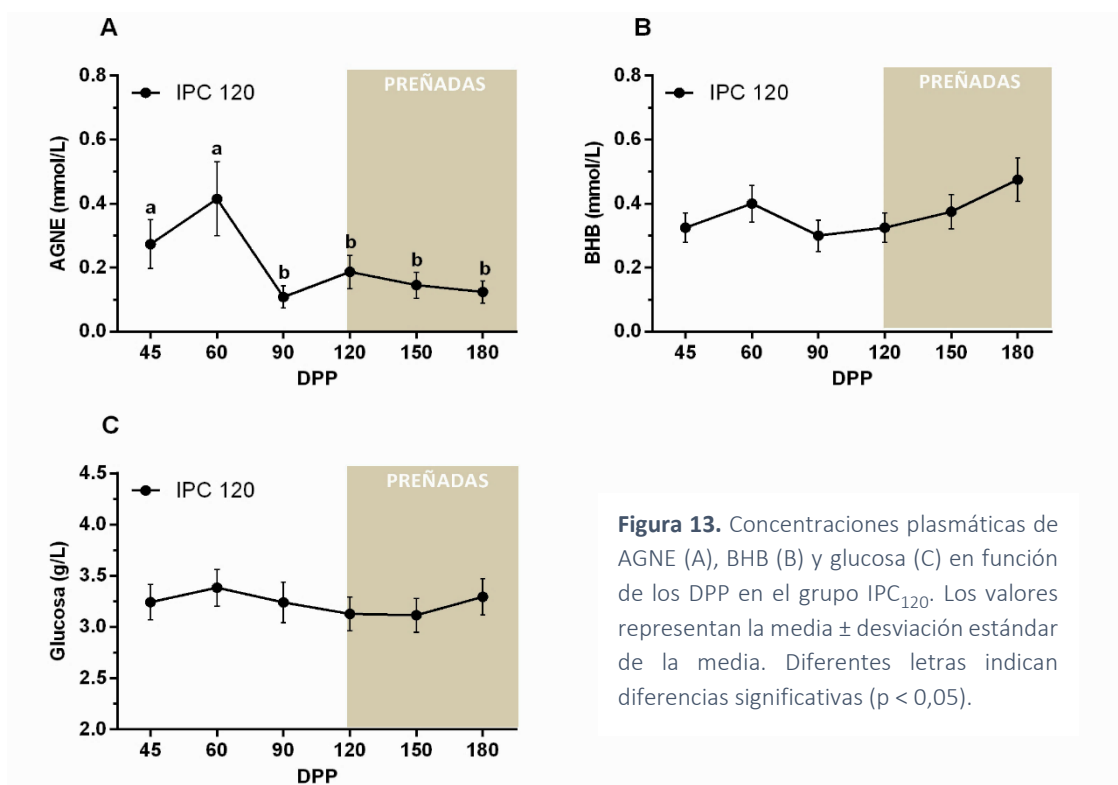 A
IPC 120
PREÑADAS
AGNE (mmol/L)
0.8
0.6
0.4
0.2
0.0
a
a
b
b
b
b
45 60 90 120 150 180
DPP
B
IPC 120
PREÑADAS
BHB (mmol/L)
0.8
0.6
0.4
0.2
0.0
45 60 90 120 150 180
DPP
C
IPC 120
PREÑADAS
Glucosa (g/L)
4.5
4.0
3.5
3.0
2.5
2.0
45 60 90 120 150 180
DPP
Figura 13. Concentraciones plasmáticas de
AGNE (A), BHB (B) y glucosa (C) en función
de los DPP en el grupo IPC120. Los valores
representan la media ± desviación estándar
de la media. Diferentes letras indican
diferencias significativas (p < 0,05).